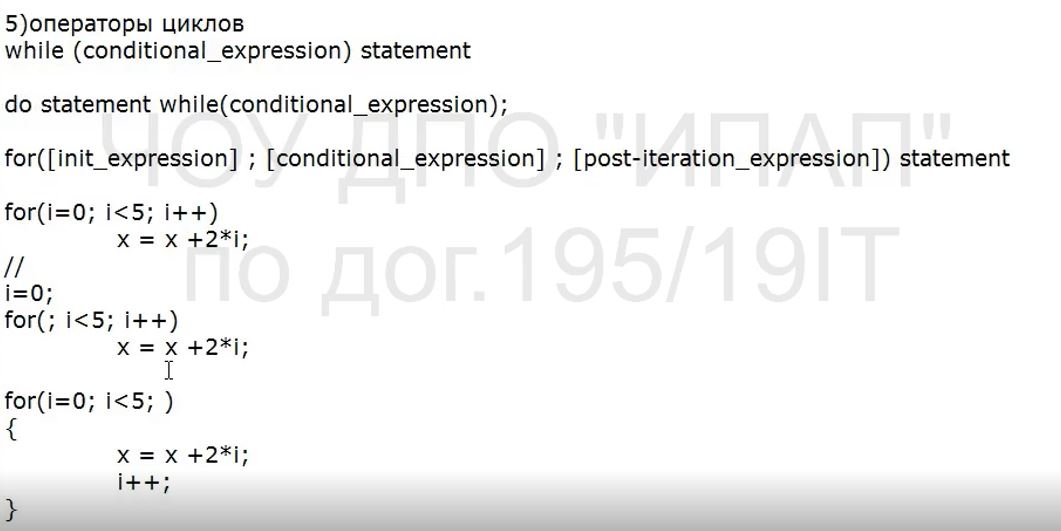 5)операторы циклов
while (conditional_expression) statement
do statement while(conditional_expression);
for([init_expression] ; [conditional_expression] ; [post-iteration_expression]) statement
for(i=0; i<5; i++)
x = x +2*i;
//
i=0;
for(; i<5; i++)
x = x +2*i;
for(i=0; i<5; )
{
x = x +2*i;
i++;
}
ЧОУ ДПО "ИПАП"
по дог.195/19IT